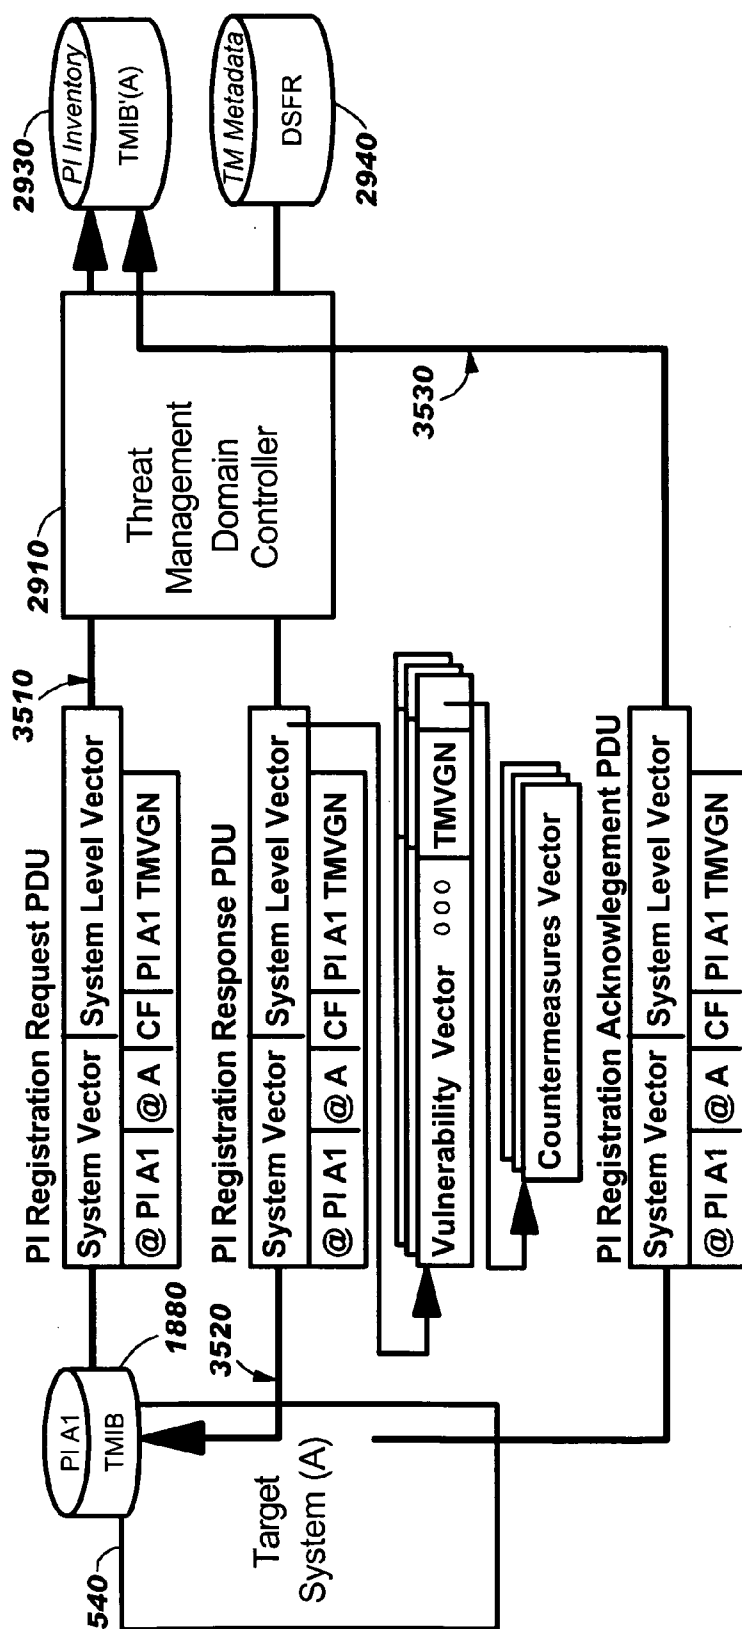 540
Target
System (A)
PI A1
TMIB
1880
3520
PI Registration Request PDU
System Vector
System Level Vector
@ PI A1
@ A
CF
PI A1 TMVGN
3510
PI Registration Response PDU
System Vector
System Level Vector
@ PI A1
@ A
CF
PI A1 TMVGN
Vulnerability Vector
o o o
TMVGN
Countermeasures Vector
PI Registration Acknowlegement PDU
System Vector
System Level Vector
@ PI A1
@ A
CF
PI A1 TMVGN
3530
2910
Threat
Management
Domain
Controller
2930
PI Inventory
TMIB'(A)
TM Metadata
DSFR
2940